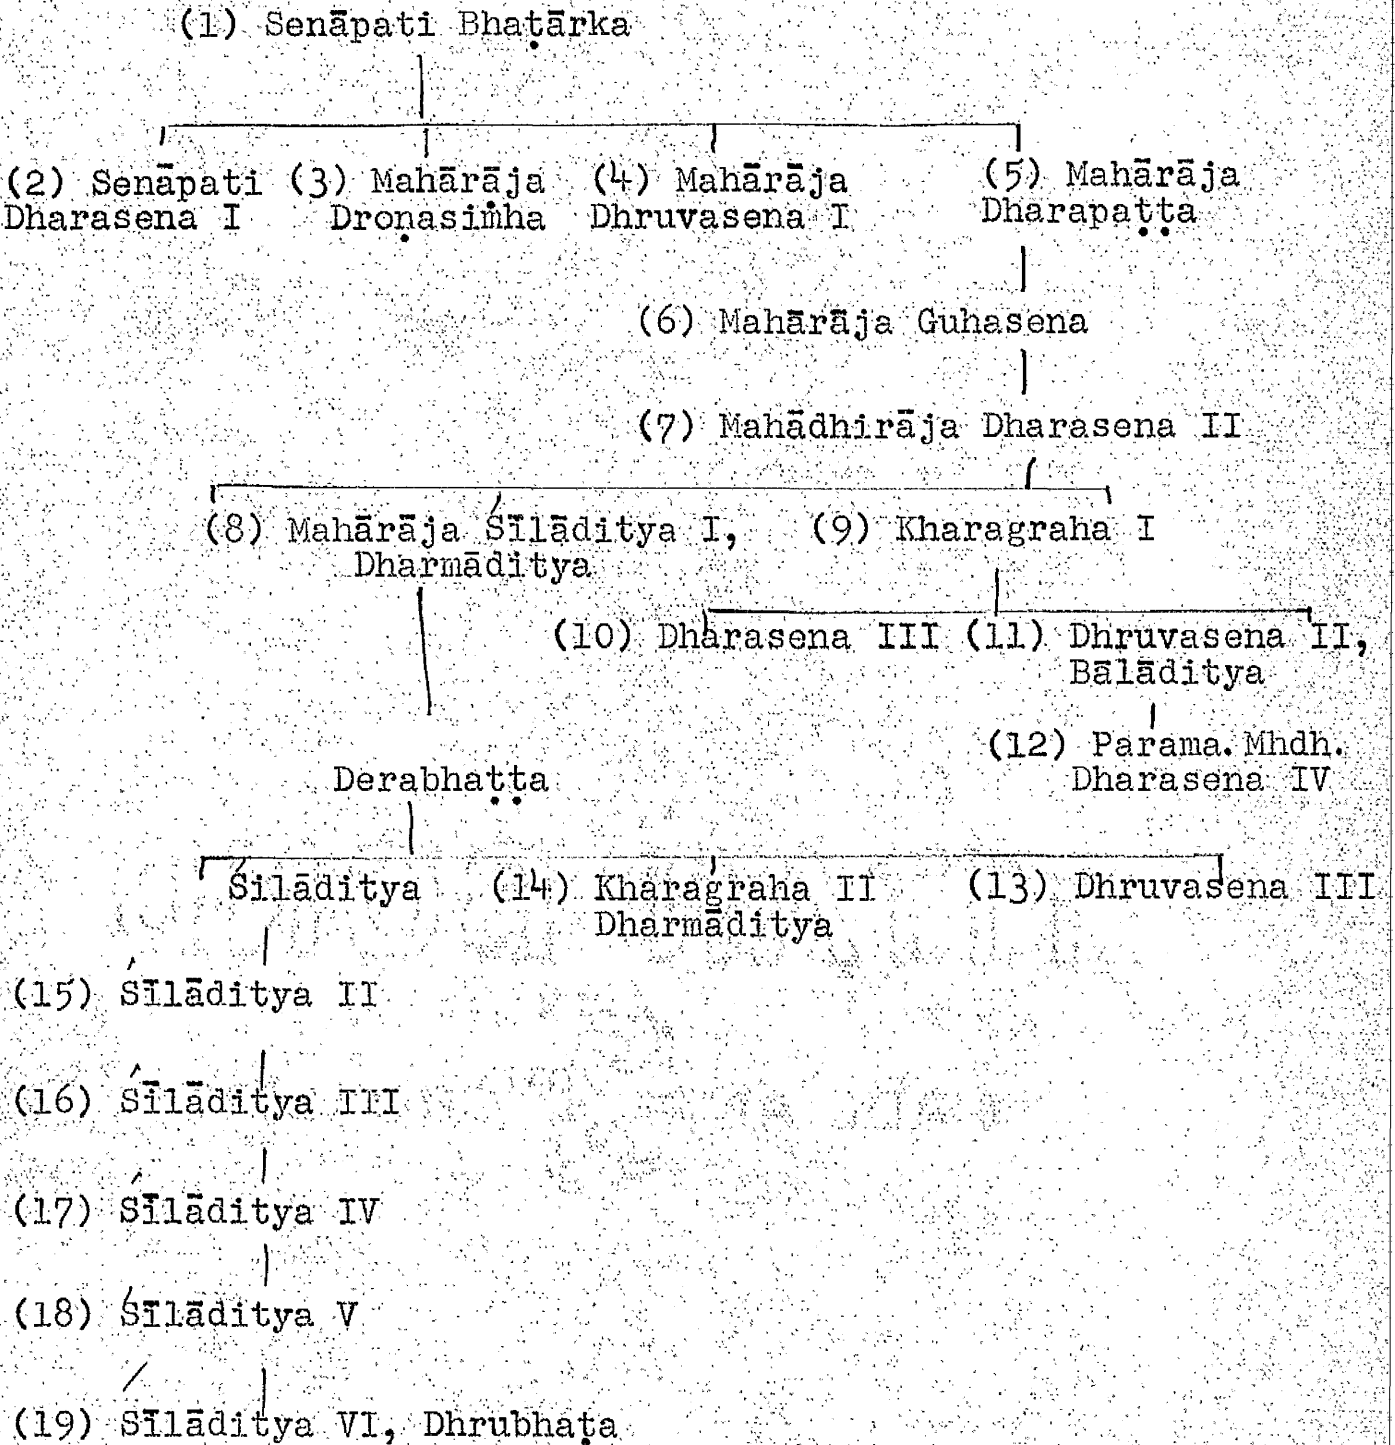 (1) Senāpati Bhaṭārka
(2) Senāpati (3) Mahārāja (4) Mahārāja (5) Mahārāja
Dharasena I Droṇasiṁha Dhruvasena I Dharapaṭṭa
(6) Mahārāja Guhasena
(7) Mahādhirāja Dharasena II
(8) Mahārāja Śīlāditya I, (9) Kharagraha I
Dharmāditya
(10) Dharasena III (11) Dhruvasena II,
Bālāditya
(12) Parama. Mhdh.
Dharasena IV
Derabhaṭṭa
Śilāditya (14) Kharagraha II (13) Dhruvasena III
Dharmāditya
(15) Śīlāditya II
(16) Śīlāditya III
(17) Śīlāditya IV
(18) Śīlāditya V
(19) Śīlāditya VI, Dhrubhaṭa